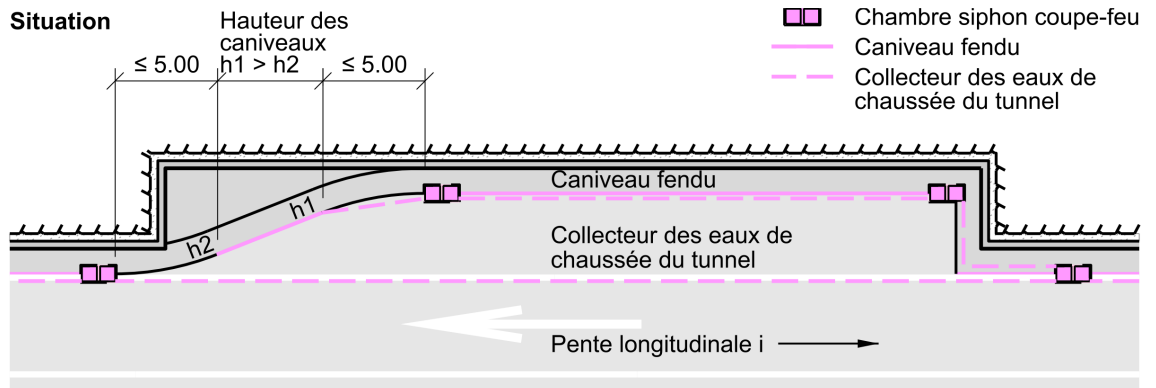 Situation
Hauteur des
caniveaux
h1 > h2
≤ 5.00
≤ 5.00
Chambre siphon coupe-feu
Caniveau fendu
Collecteur des eaux de
chaussée du tunnel
Caniveau fendu
h1
h2
Collecteur des eaux de
chaussée du tunnel
Pente longitudinale i